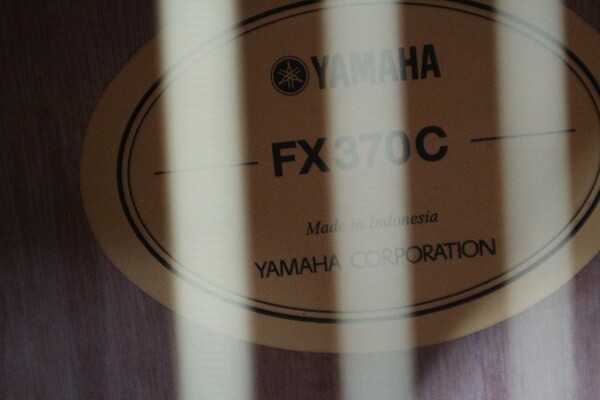 YAMAHA
FX370C
Made in Indonesia
YAMAHA CORPORATION